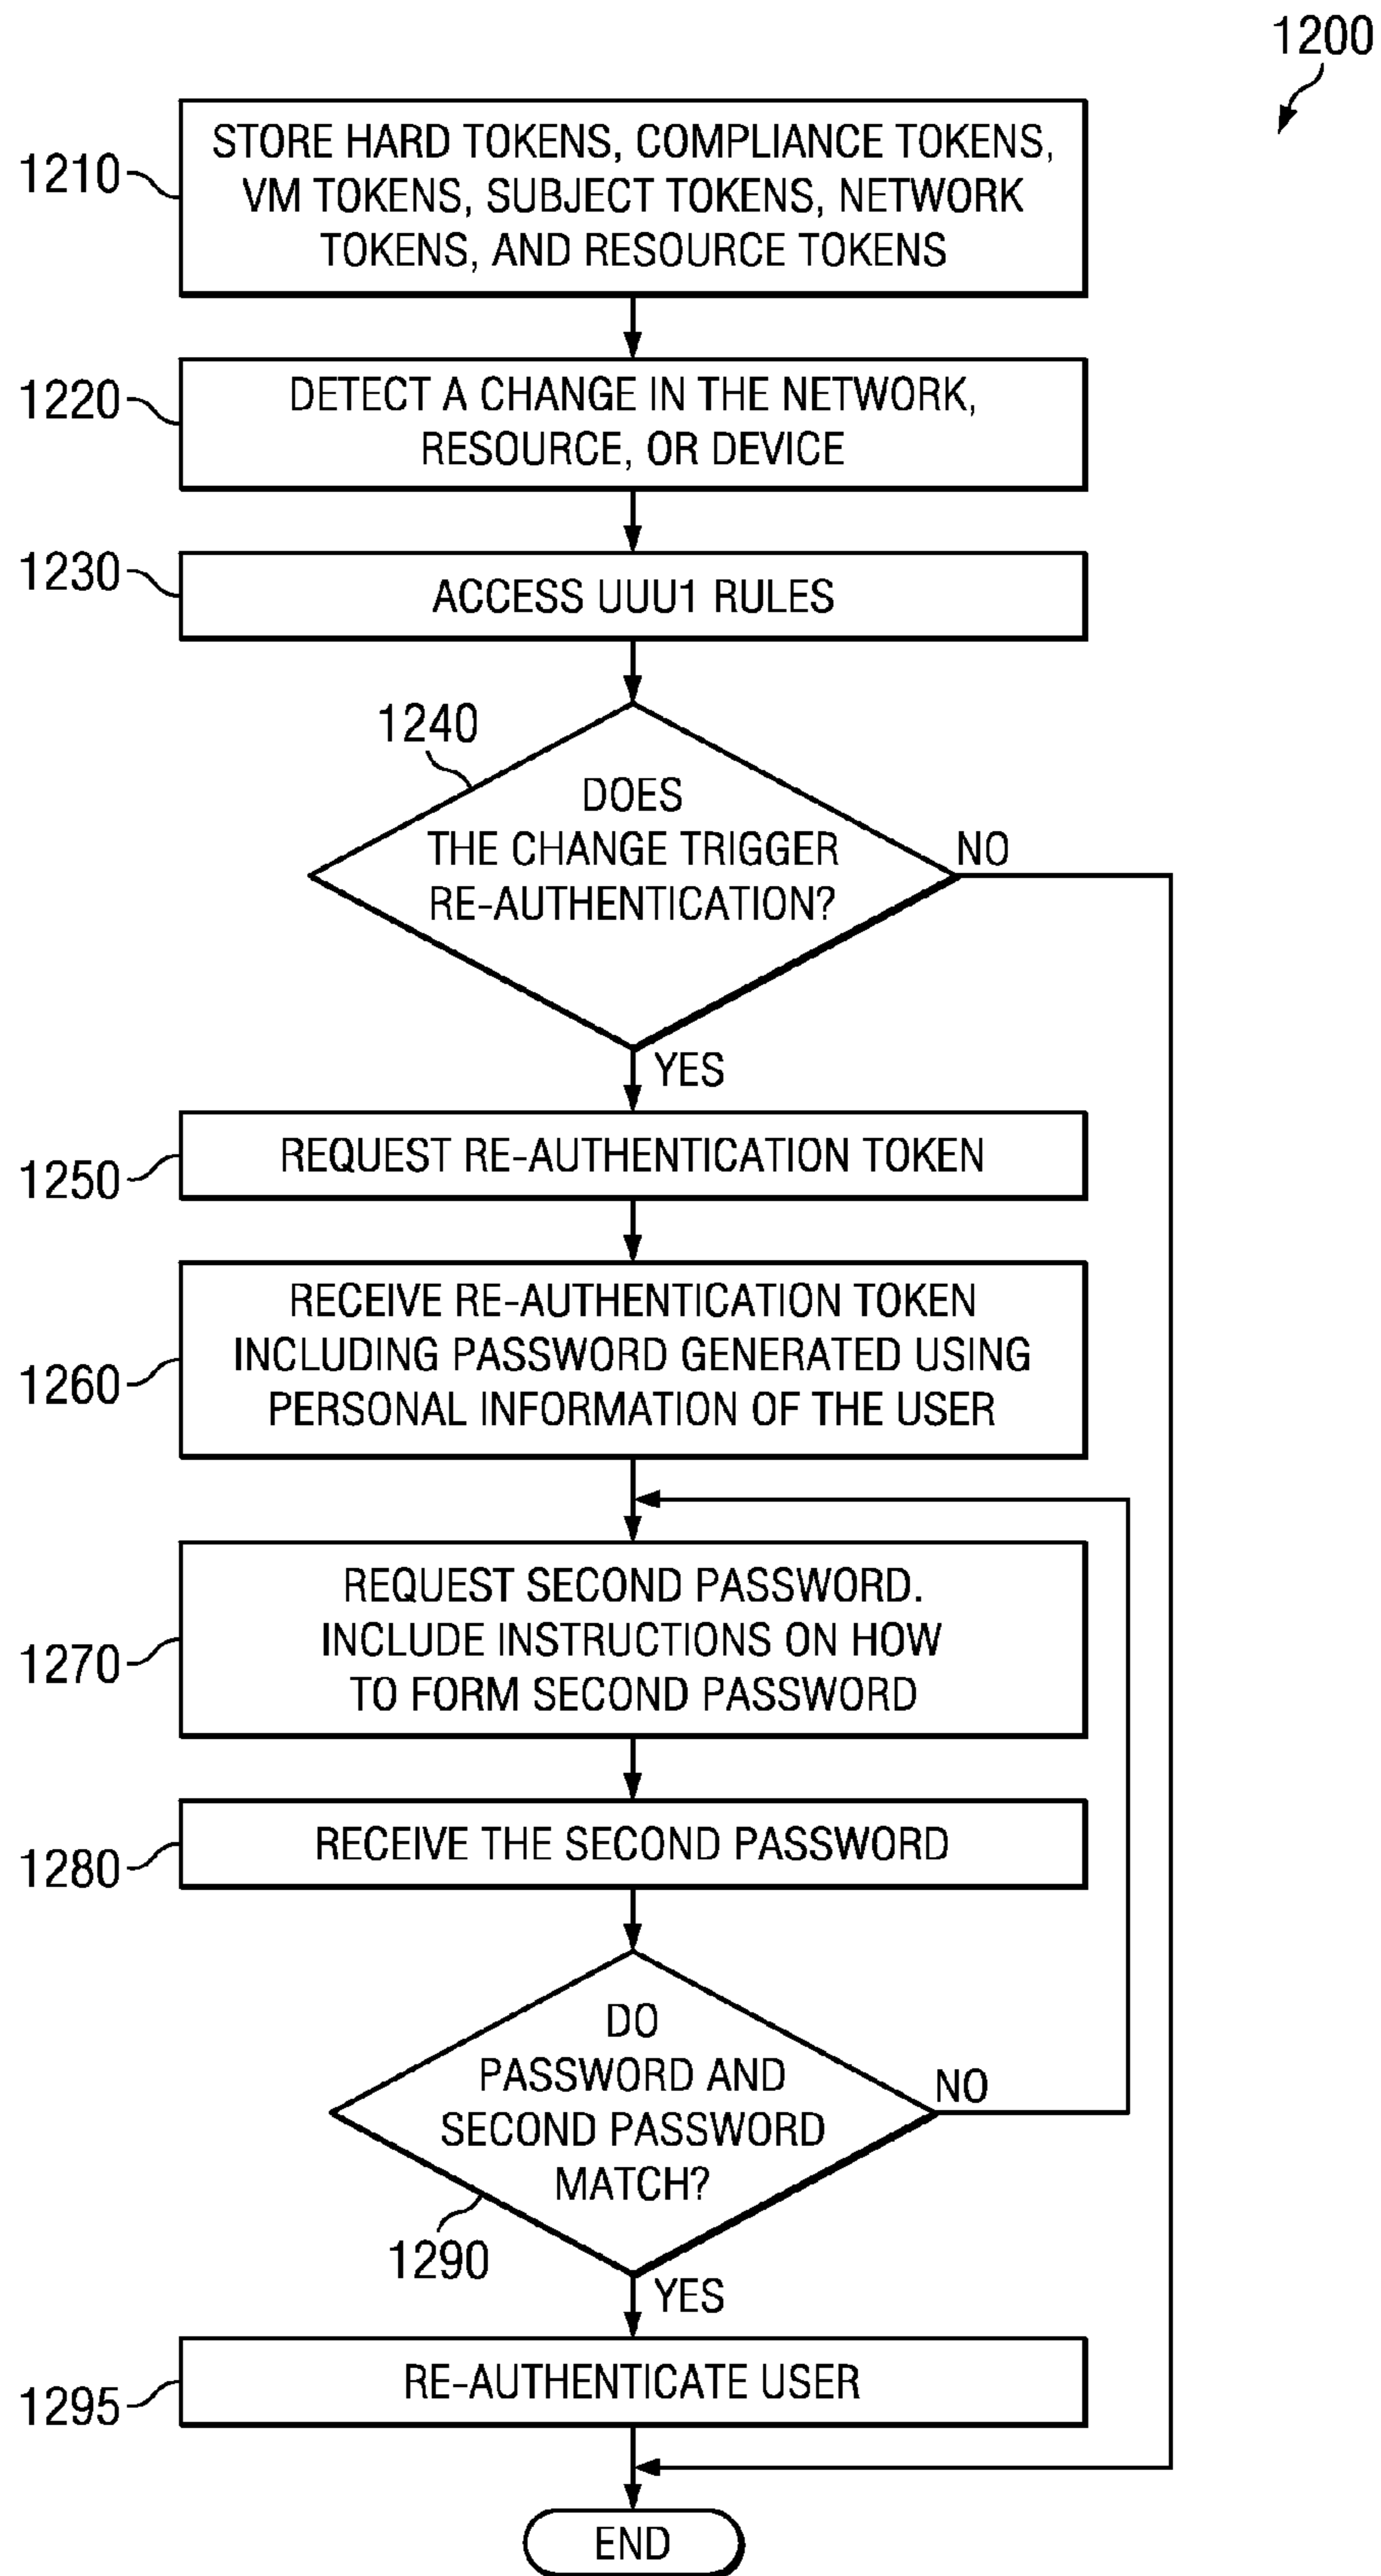 1200
1210
STORE HARD TOKENS, COMPLIANCE TOKENS,
VM TOKENS, SUBJECT TOKENS, NETWORK
TOKENS, AND RESOURCE TOKENS
1220
DETECT A CHANGE IN THE NETWORK,
RESOURCE, OR DEVICE
1230
ACCESS UUU1 RULES
1240
DOES
THE CHANGE TRIGGER
RE-AUTHENTICATION?
NO
YES
1250
REQUEST RE-AUTHENTICATION TOKEN
1260
RECEIVE RE-AUTHENTICATION TOKEN
INCLUDING PASSWORD GENERATED USING
PERSONAL INFORMATION OF THE USER
1270
REQUEST SECOND PASSWORD.
INCLUDE INSTRUCTIONS ON HOW
TO FORM SECOND PASSWORD
1280
RECEIVE THE SECOND PASSWORD
DO
PASSWORD AND
SECOND PASSWORD
MATCH?
NO
1290
YES
1295
RE-AUTHENTICATE USER
END